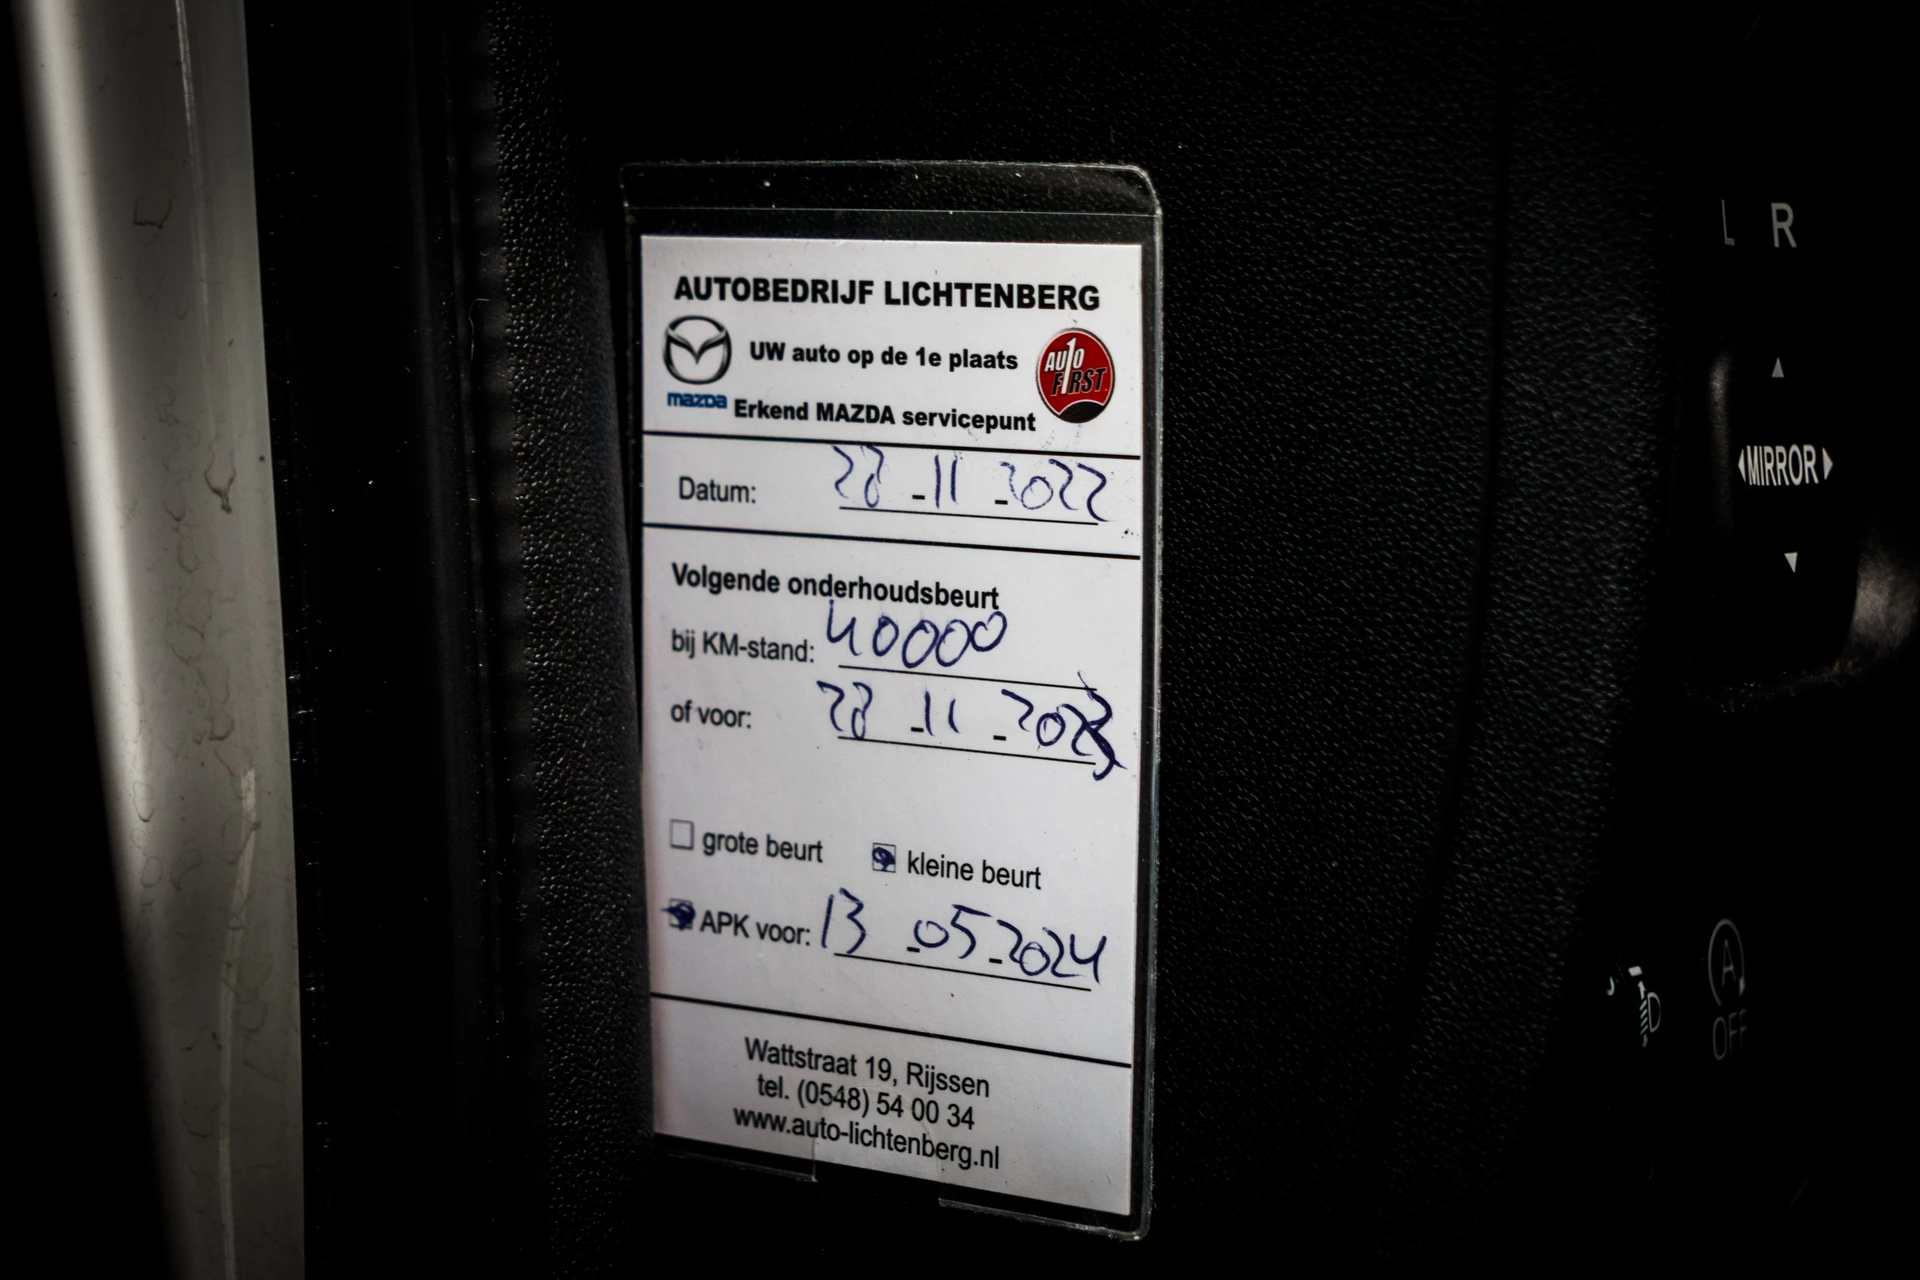 AUTOBEDRIJF LICHTENBERG
UW auto op de 1e plaats
AUTO FIRST
mazda
Erkend MAZDA servicepunt
Datum: 28-11-2022
Volgende onderhoudsbeurt
bij KM-stand: 40000
of voor: 28-11-2023
grote beurt kleine beurt
APK voor: 13-05-2024
Wattstraat 19, Rijssen
tel. (0548) 54 00 34
www.auto-lichtenberg.nl
L R
MIRROR
A
OFF